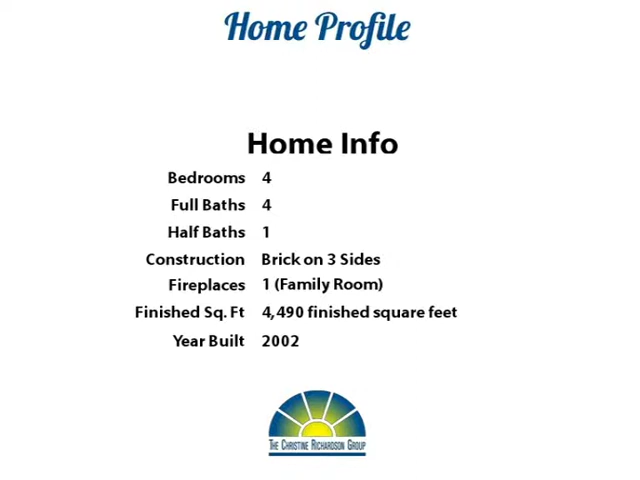 Home Profile
Home Info
Bedrooms 4
Full Baths 4
Half Baths 1
Construction Brick on 3 Sides
Fireplaces 1 (Family Room)
Finished Sq. Ft 4,490 finished square feet
Year Built 2002
The Christine Richardson Group